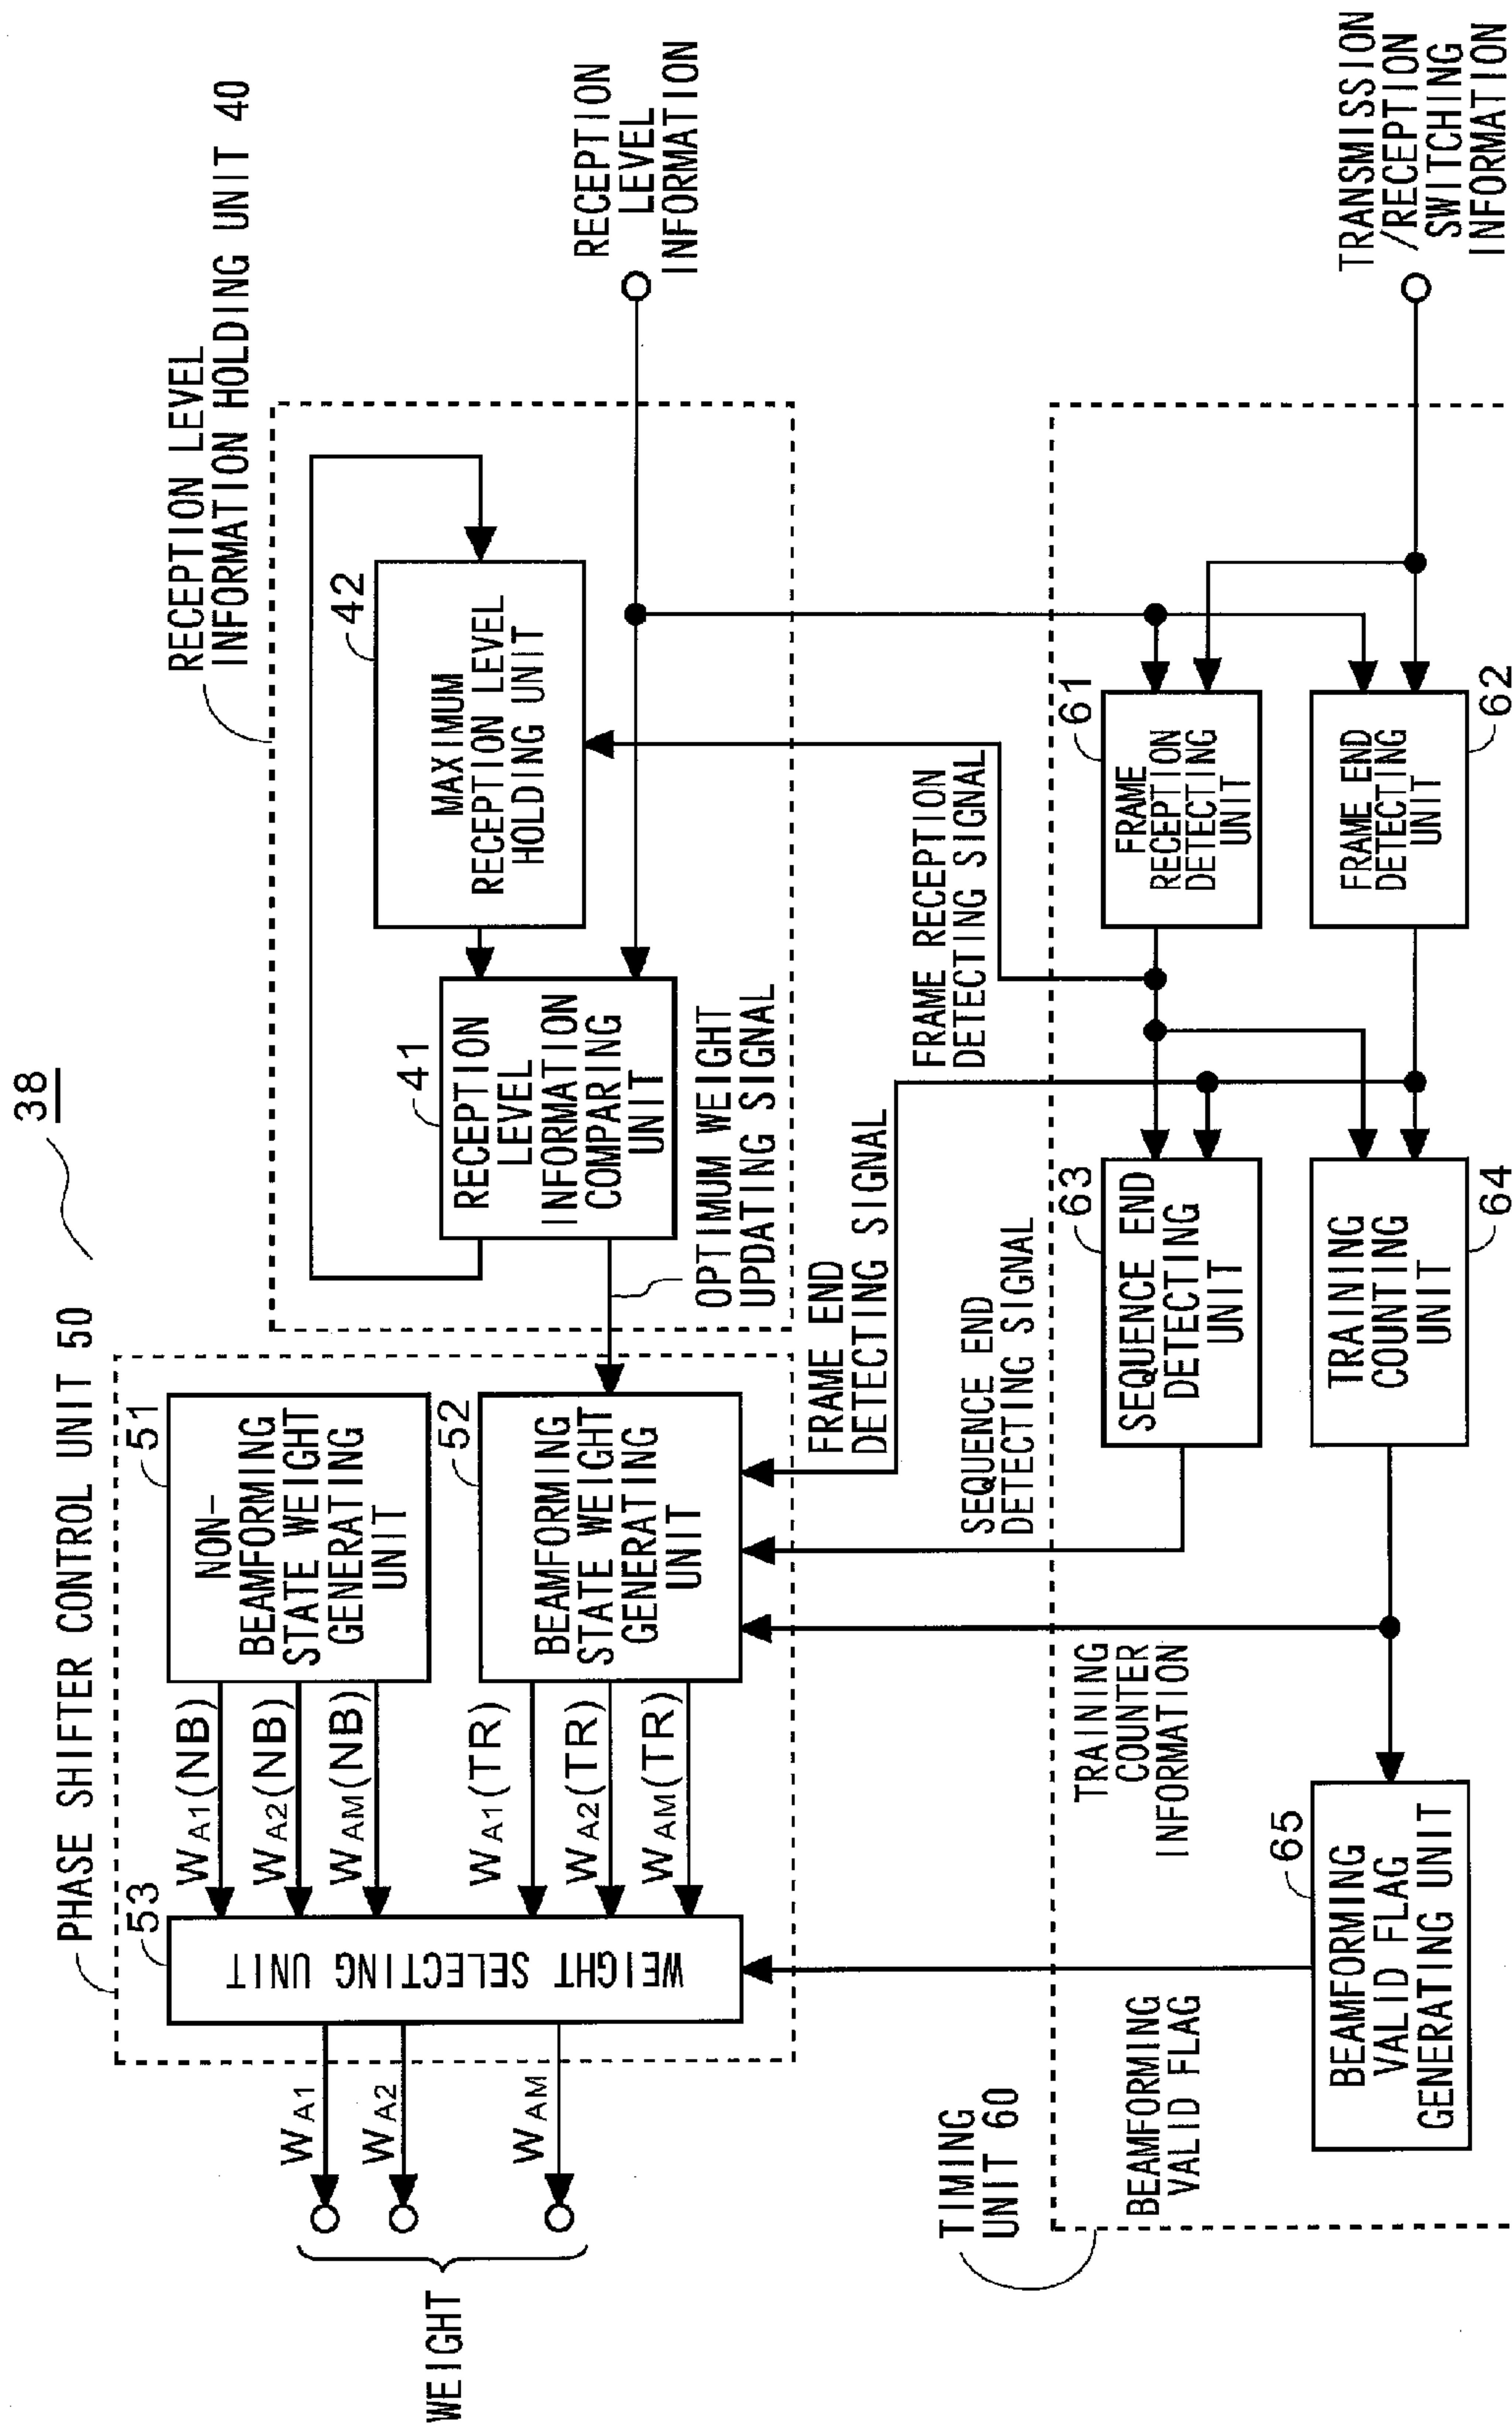 38
PHASE SHIFTER CONTROL UNIT 50
RECEPTION LEVEL
INFORMATION HOLDING UNIT 40
53
WEIGHT SELECTING UNIT
WA1(NB)
WA2(NB)
WAM(NB)
51
NON-
BEAMFORMING
STATE WEIGHT
GENERATING
UNIT
WA1(TR)
WA2(TR)
WAM(TR)
52
BEAMFORMING
STATE WEIGHT
GENERATING
UNIT
WEIGHT
WA1
WA2
WAM
41
RECEPTION
LEVEL
INFORMATION
COMPARING
UNIT
42
MAXIMUM
RECEPTION LEVEL
HOLDING UNIT
RECEPTION
LEVEL
INFORMATION
OPTIMUM WEIGHT
UPDATING SIGNAL
FRAME END
DETECTING SIGNAL
FRAME RECEPTION
DETECTING SIGNAL
SEQUENCE END
DETECTING SIGNAL
TRAINING
COUNTER
INFORMATION
BEAMFORMING
VALID FLAG
TIMING
UNIT 60
63
SEQUENCE END
DETECTING
UNIT
61
FRAME
RECEPTION
DETECTING
UNIT
65
BEAMFORMING
VALID FLAG
GENERATING UNIT
TRAINING
COUNTING
UNIT
64
FRAME END
DETECTING
UNIT
62
TRANSMISSION
/RECEPTION
SWITCHING
INFORMATION